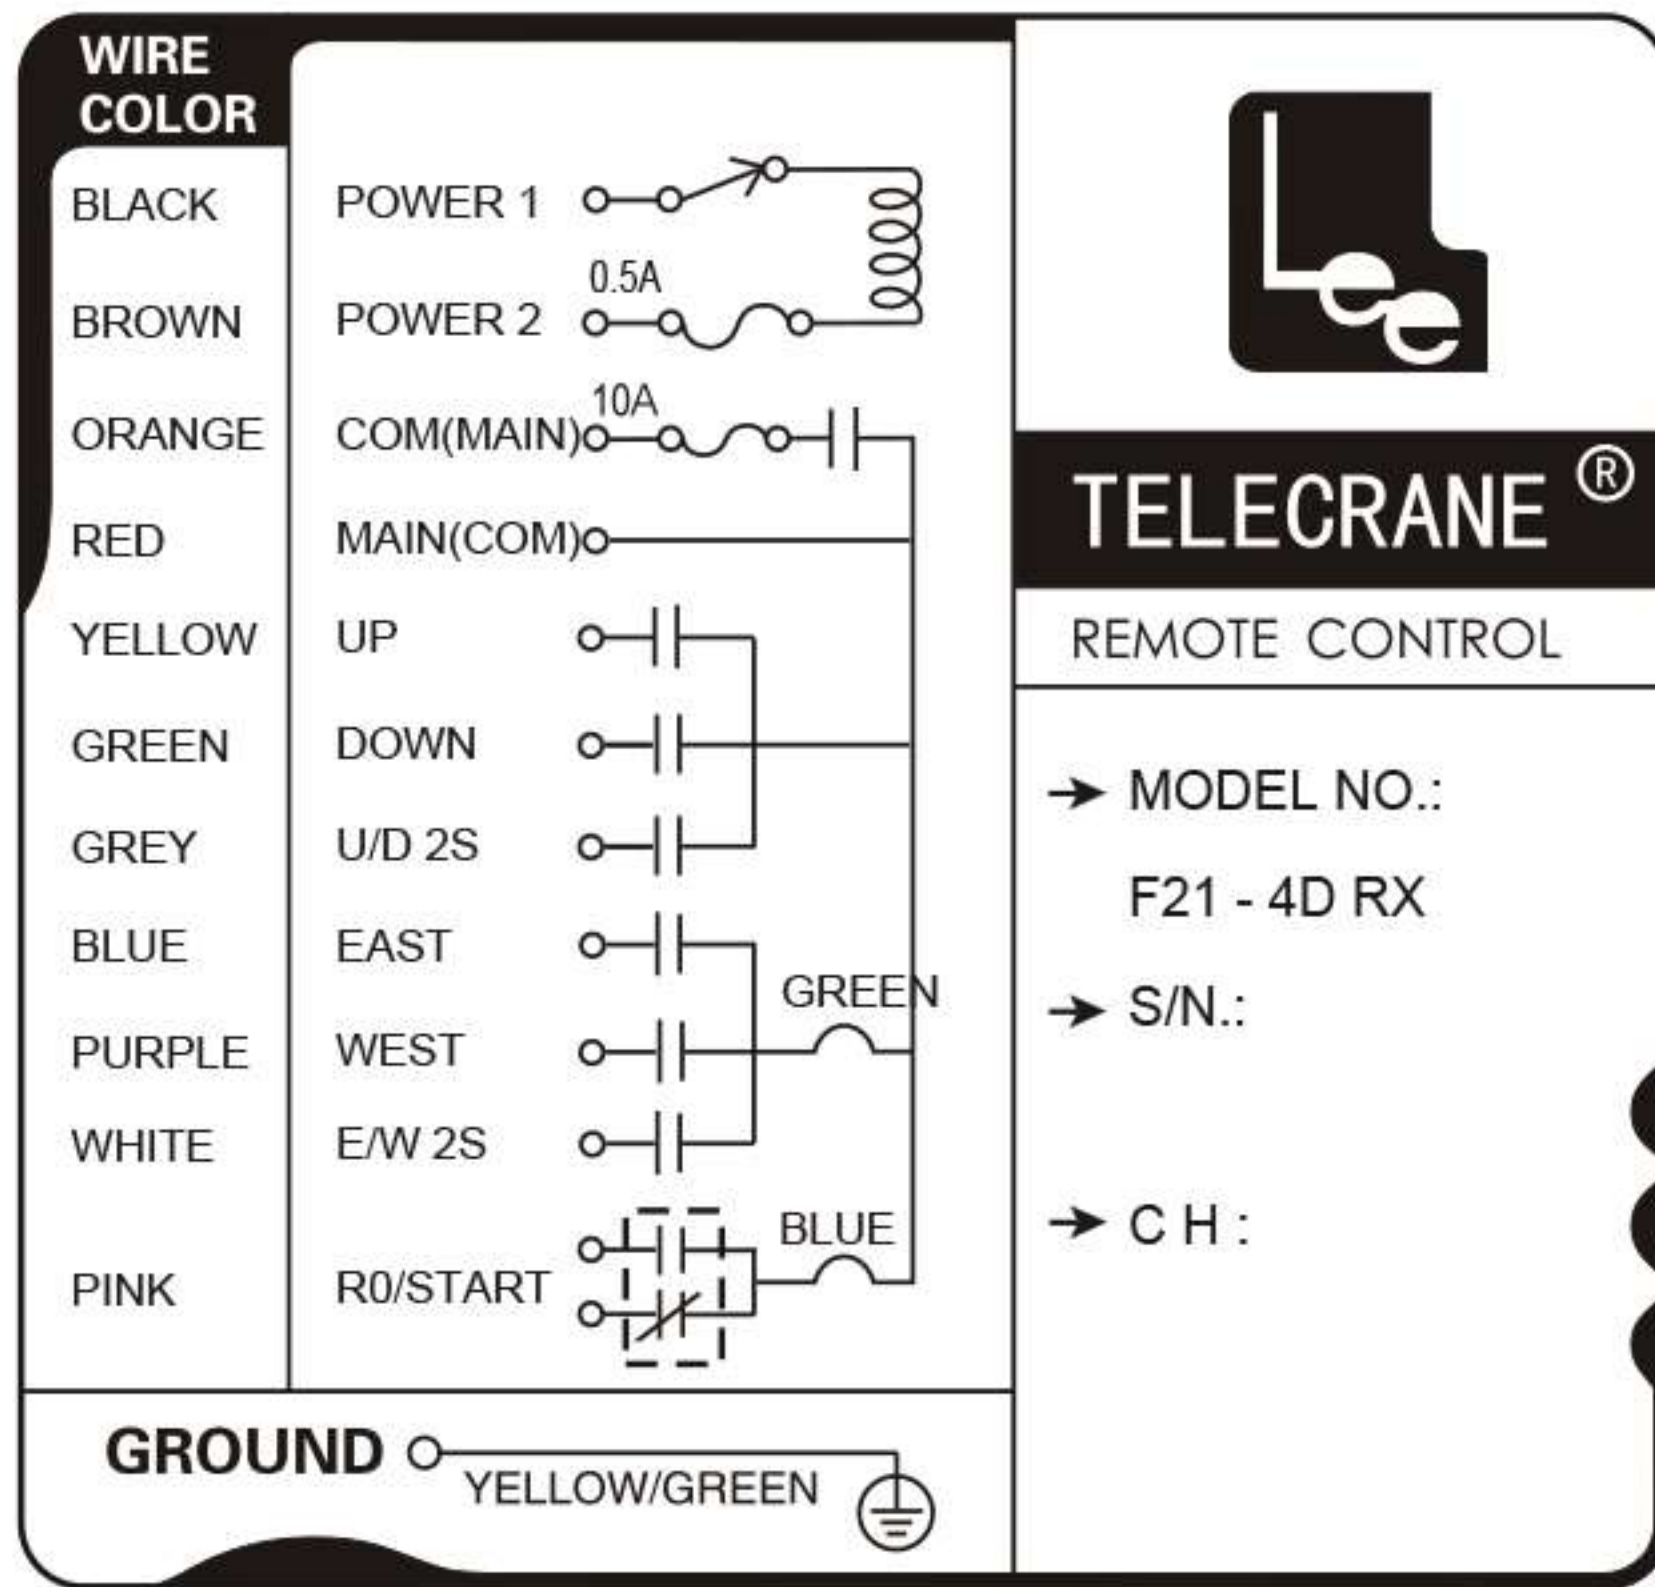 WIRE
COLOR
BLACK POWER 1
0.5A
BROWN POWER 2
10A
ORANGE COM(MAIN)
RED MAIN(COM)
YELLOW UP
GREEN DOWN
GREY U/D 2S
BLUE EAST
GREEN
PURPLE WEST
WHITE E/W 2S
BLUE
PINK R0/START
GROUND
YELLOW/GREEN
Lee
TELECRANE ®
REMOTE CONTROL
MODEL NO.:
F21 - 4D RX
S/N.:
C H :